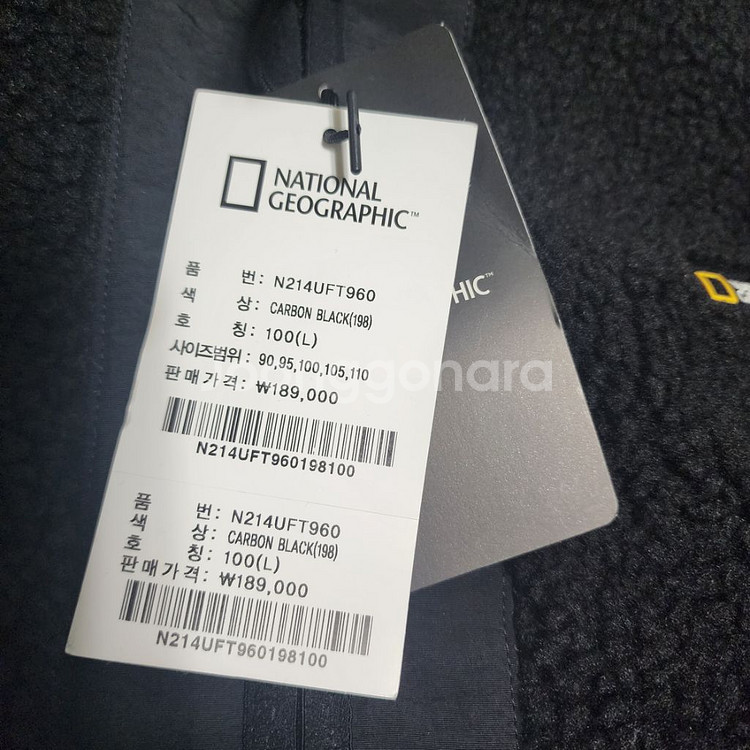 NATIONAL
GEOGRAPHIC™
품 번: N214UFT960
색 상: CARBON BLACK(198)
호 칭: 100(L)
사이즈범위: 90,95,100,105,110
판매가격: ₩189,000
N214UFT960198100
품 번: N214UFT960
색 상: CARBON BLACK(198)
호 칭: 100(L)
판매가격: ₩189,000
N214UFT960198100
HIC™